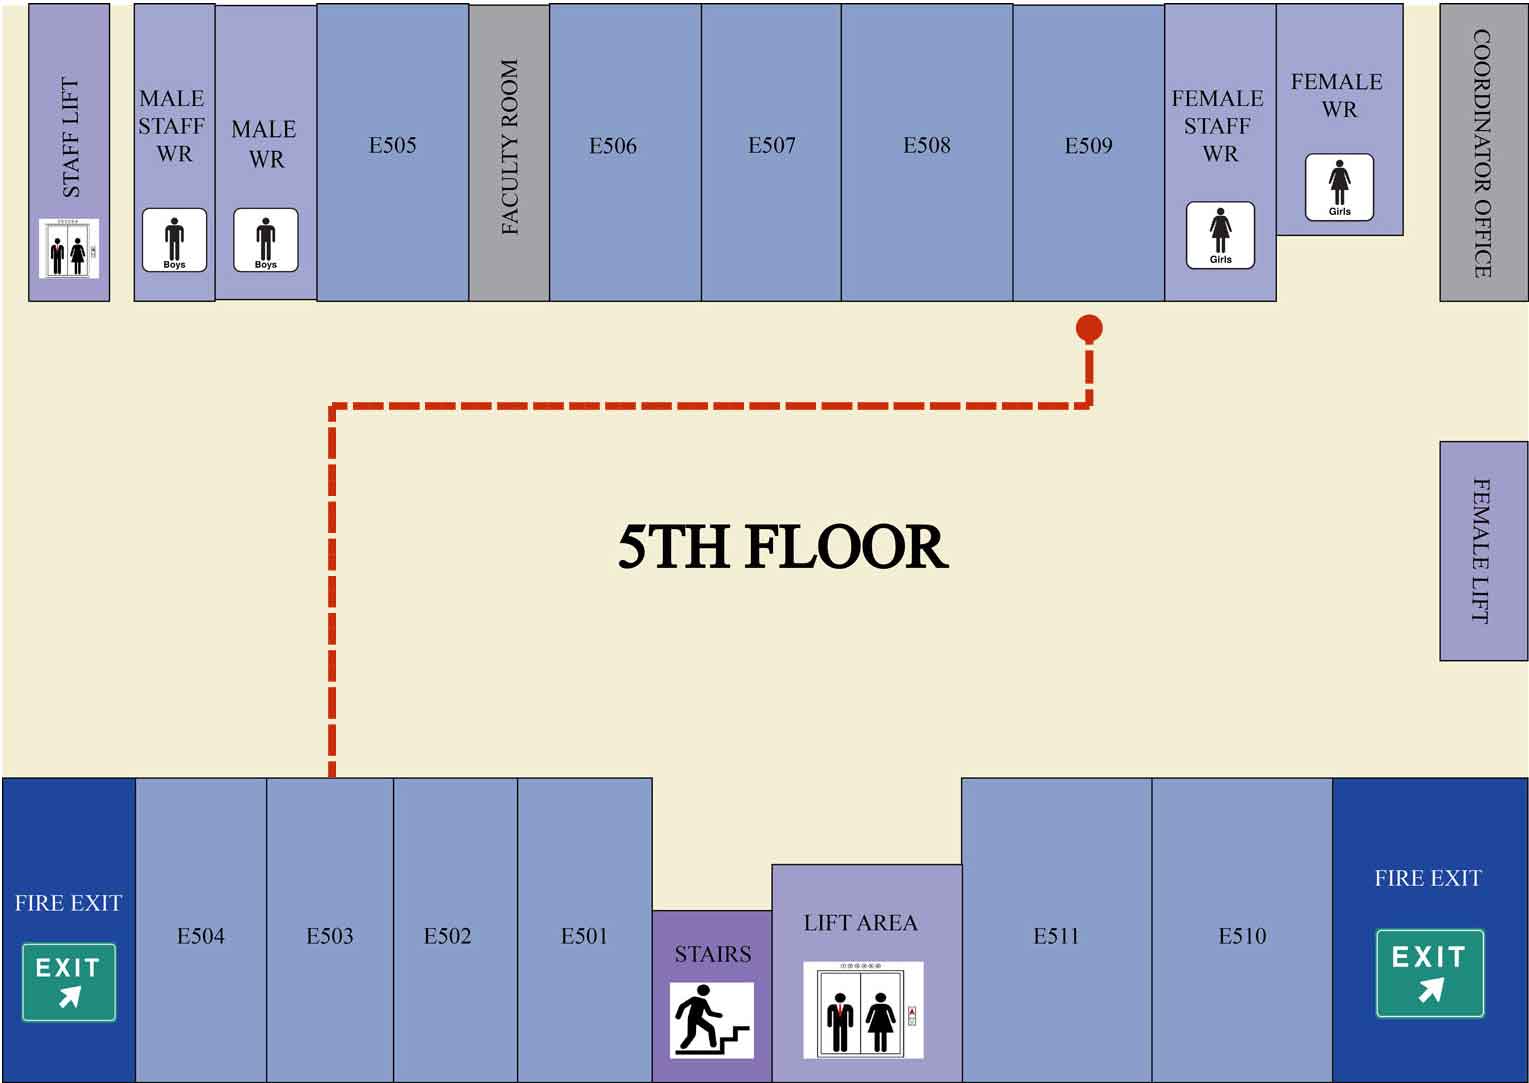 STAFF LIFT
MALE
STAFF
WR
Boys
MALE
WR
Boys
E505
FACULTY ROOM
E506
E507
E508
E509
FEMALE
STAFF
WR
Girls
FEMALE
WR
Girls
COORDINATOR OFFICE
5TH FLOOR
FEMALE LIFT
FIRE EXIT
EXIT
E504
E503
E502
E501
STAIRS
LIFT AREA
E511
E510
FIRE EXIT
EXIT